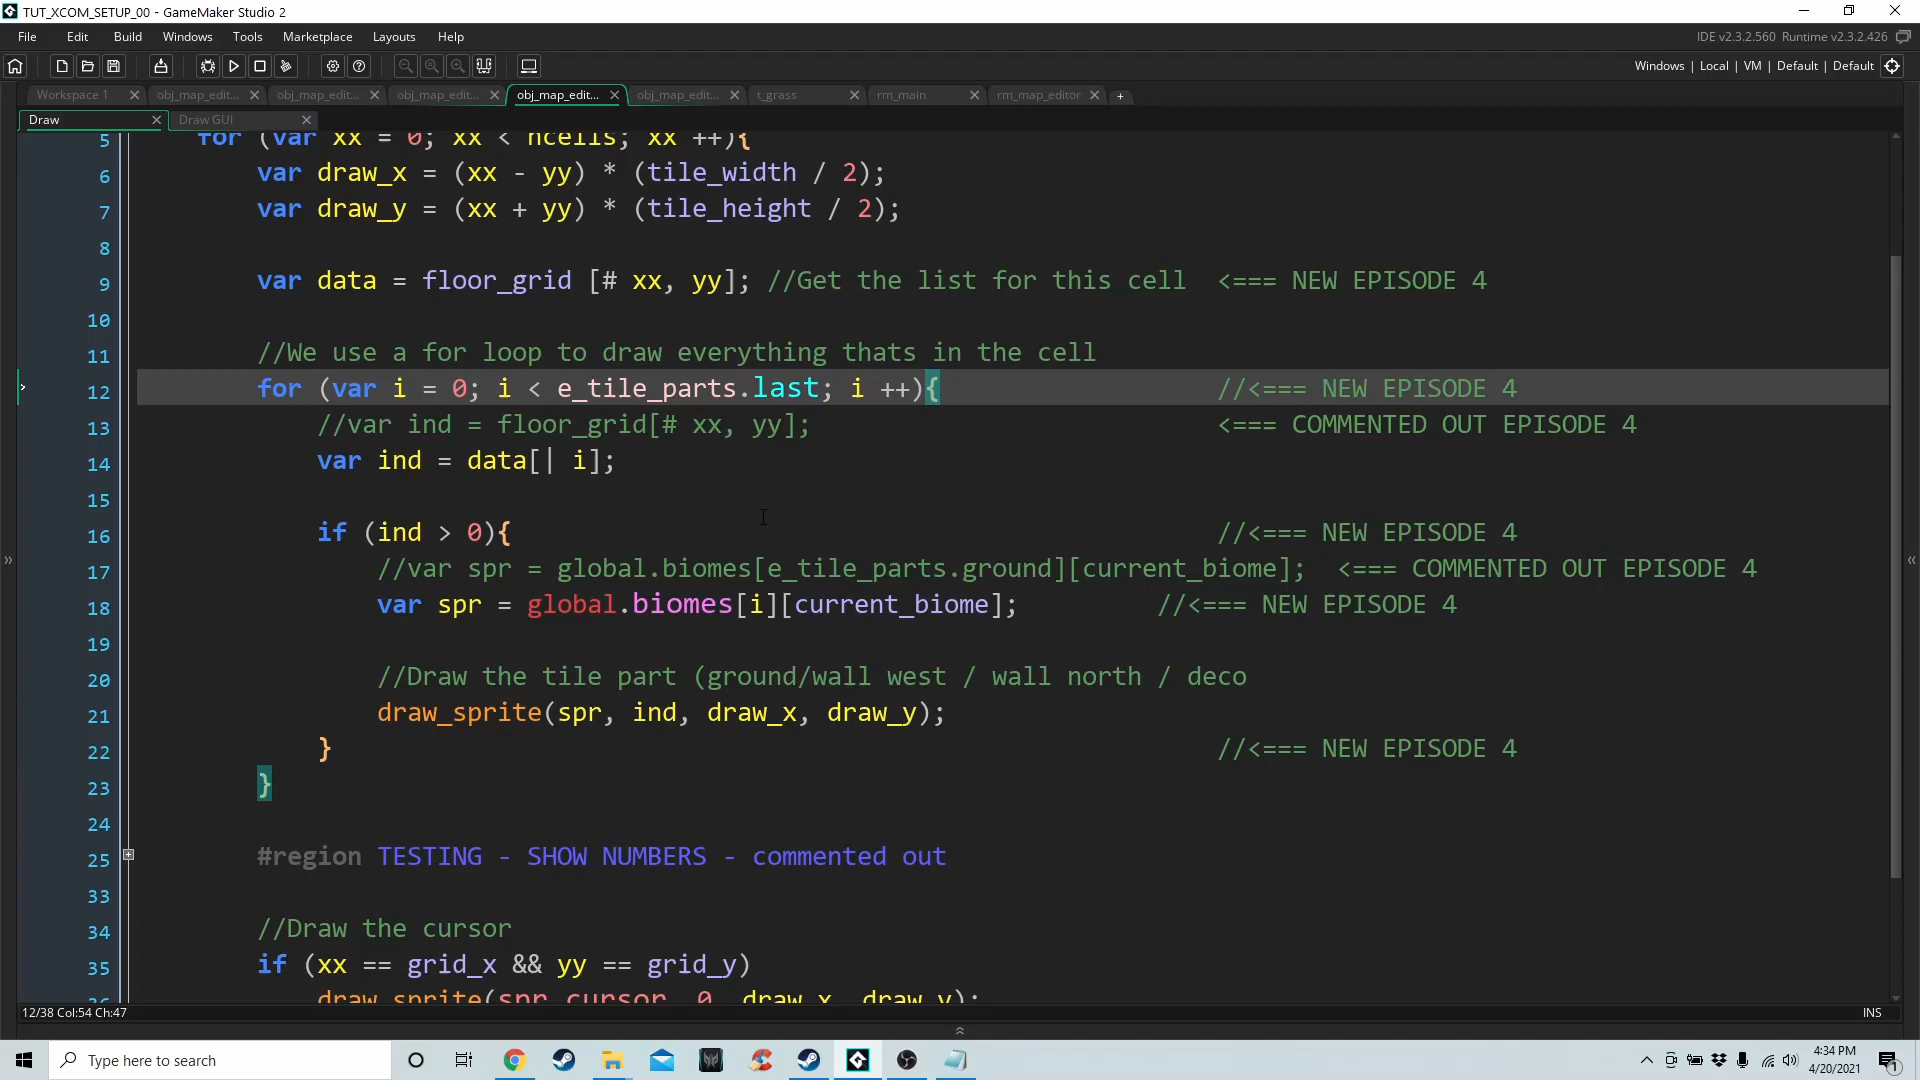 TUT_XCOM_SETUP_00 - GameMaker Studio 2
File Edit Build Windows Tools Marketplace Layouts Help
IDE v2.3.2.560 Runtime v2.3.2.426
Windows | Local | VM | Default | Default
Workspace 1 obj_map_edit... obj_map_edit... obj_map_edit... obj_map_edit... obj_map_edit... t_grass rm_main rm_map_editor
Draw Draw GUI
5 for (var xx = 0; xx < hcells; xx ++){
6 var draw_x = (xx - yy) * (tile_width / 2);
7 var draw_y = (xx + yy) * (tile_height / 2);
8
9 var data = floor_grid [# xx, yy]; //Get the list for this cell <=== NEW EPISODE 4
10
11 //We use a for loop to draw everything thats in the cell
12 for (var i = 0; i < e_tile_parts.last; i ++){ //<=== NEW EPISODE 4
13 //var ind = floor_grid[# xx, yy]; <=== COMMENTED OUT EPISODE 4
14 var ind = data[| i];
15
16 if (ind > 0){ //<=== NEW EPISODE 4
17 //var spr = global.biomes[e_tile_parts.ground][current_biome]; <=== COMMENTED OUT EPISODE 4
18 var spr = global.biomes[i][current_biome]; //<=== NEW EPISODE 4
19
20 //Draw the tile part (ground/wall west / wall north / deco
21 draw_sprite(spr, ind, draw_x, draw_y);
22 } //<=== NEW EPISODE 4
23 }
24
25 #region TESTING - SHOW NUMBERS - commented out
33
34 //Draw the cursor
35 if (xx == grid_x && yy == grid_y)
36 draw_sprite(spr_cursor, 0, draw_x, draw_y);
12/38 Col:54 Ch:47
INS
Type here to search
4:34 PM
4/20/2021
1